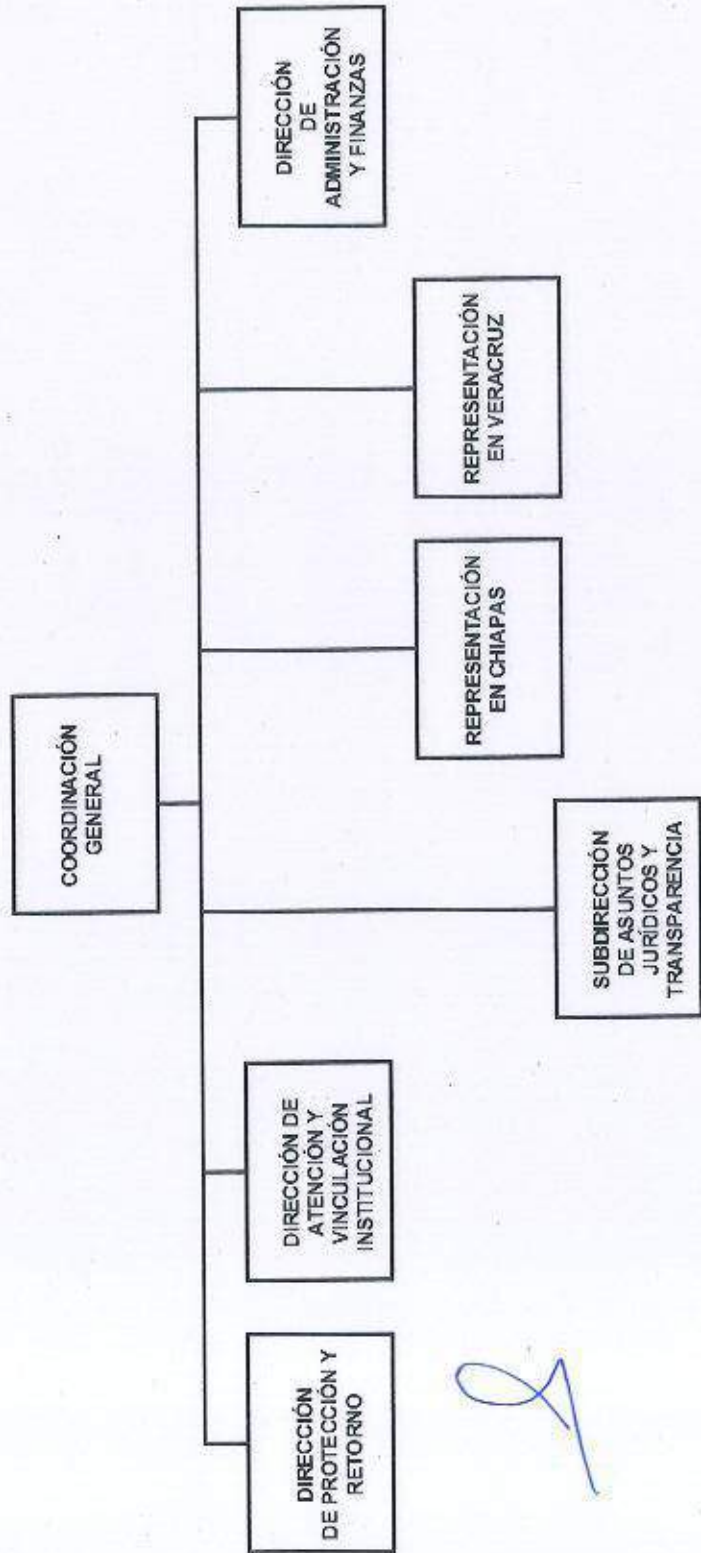 COORDINACIÓN
GENERAL
DIRECCIÓN
DE PROTECCIÓN Y
RETORNO
DIRECCIÓN DE
ATENCIÓN Y
VINCULACIÓN
INSTITUCIONAL
SUBDIRECCIÓN
DE ASUNTOS
JURÍDICOS Y
TRANSPARENCIA
REPRESENTACIÓN
EN CHIAPAS
REPRESENTACIÓN
EN VERACRUZ
DIRECCIÓN
DE
ADMINISTRACIÓN
Y FINANZAS